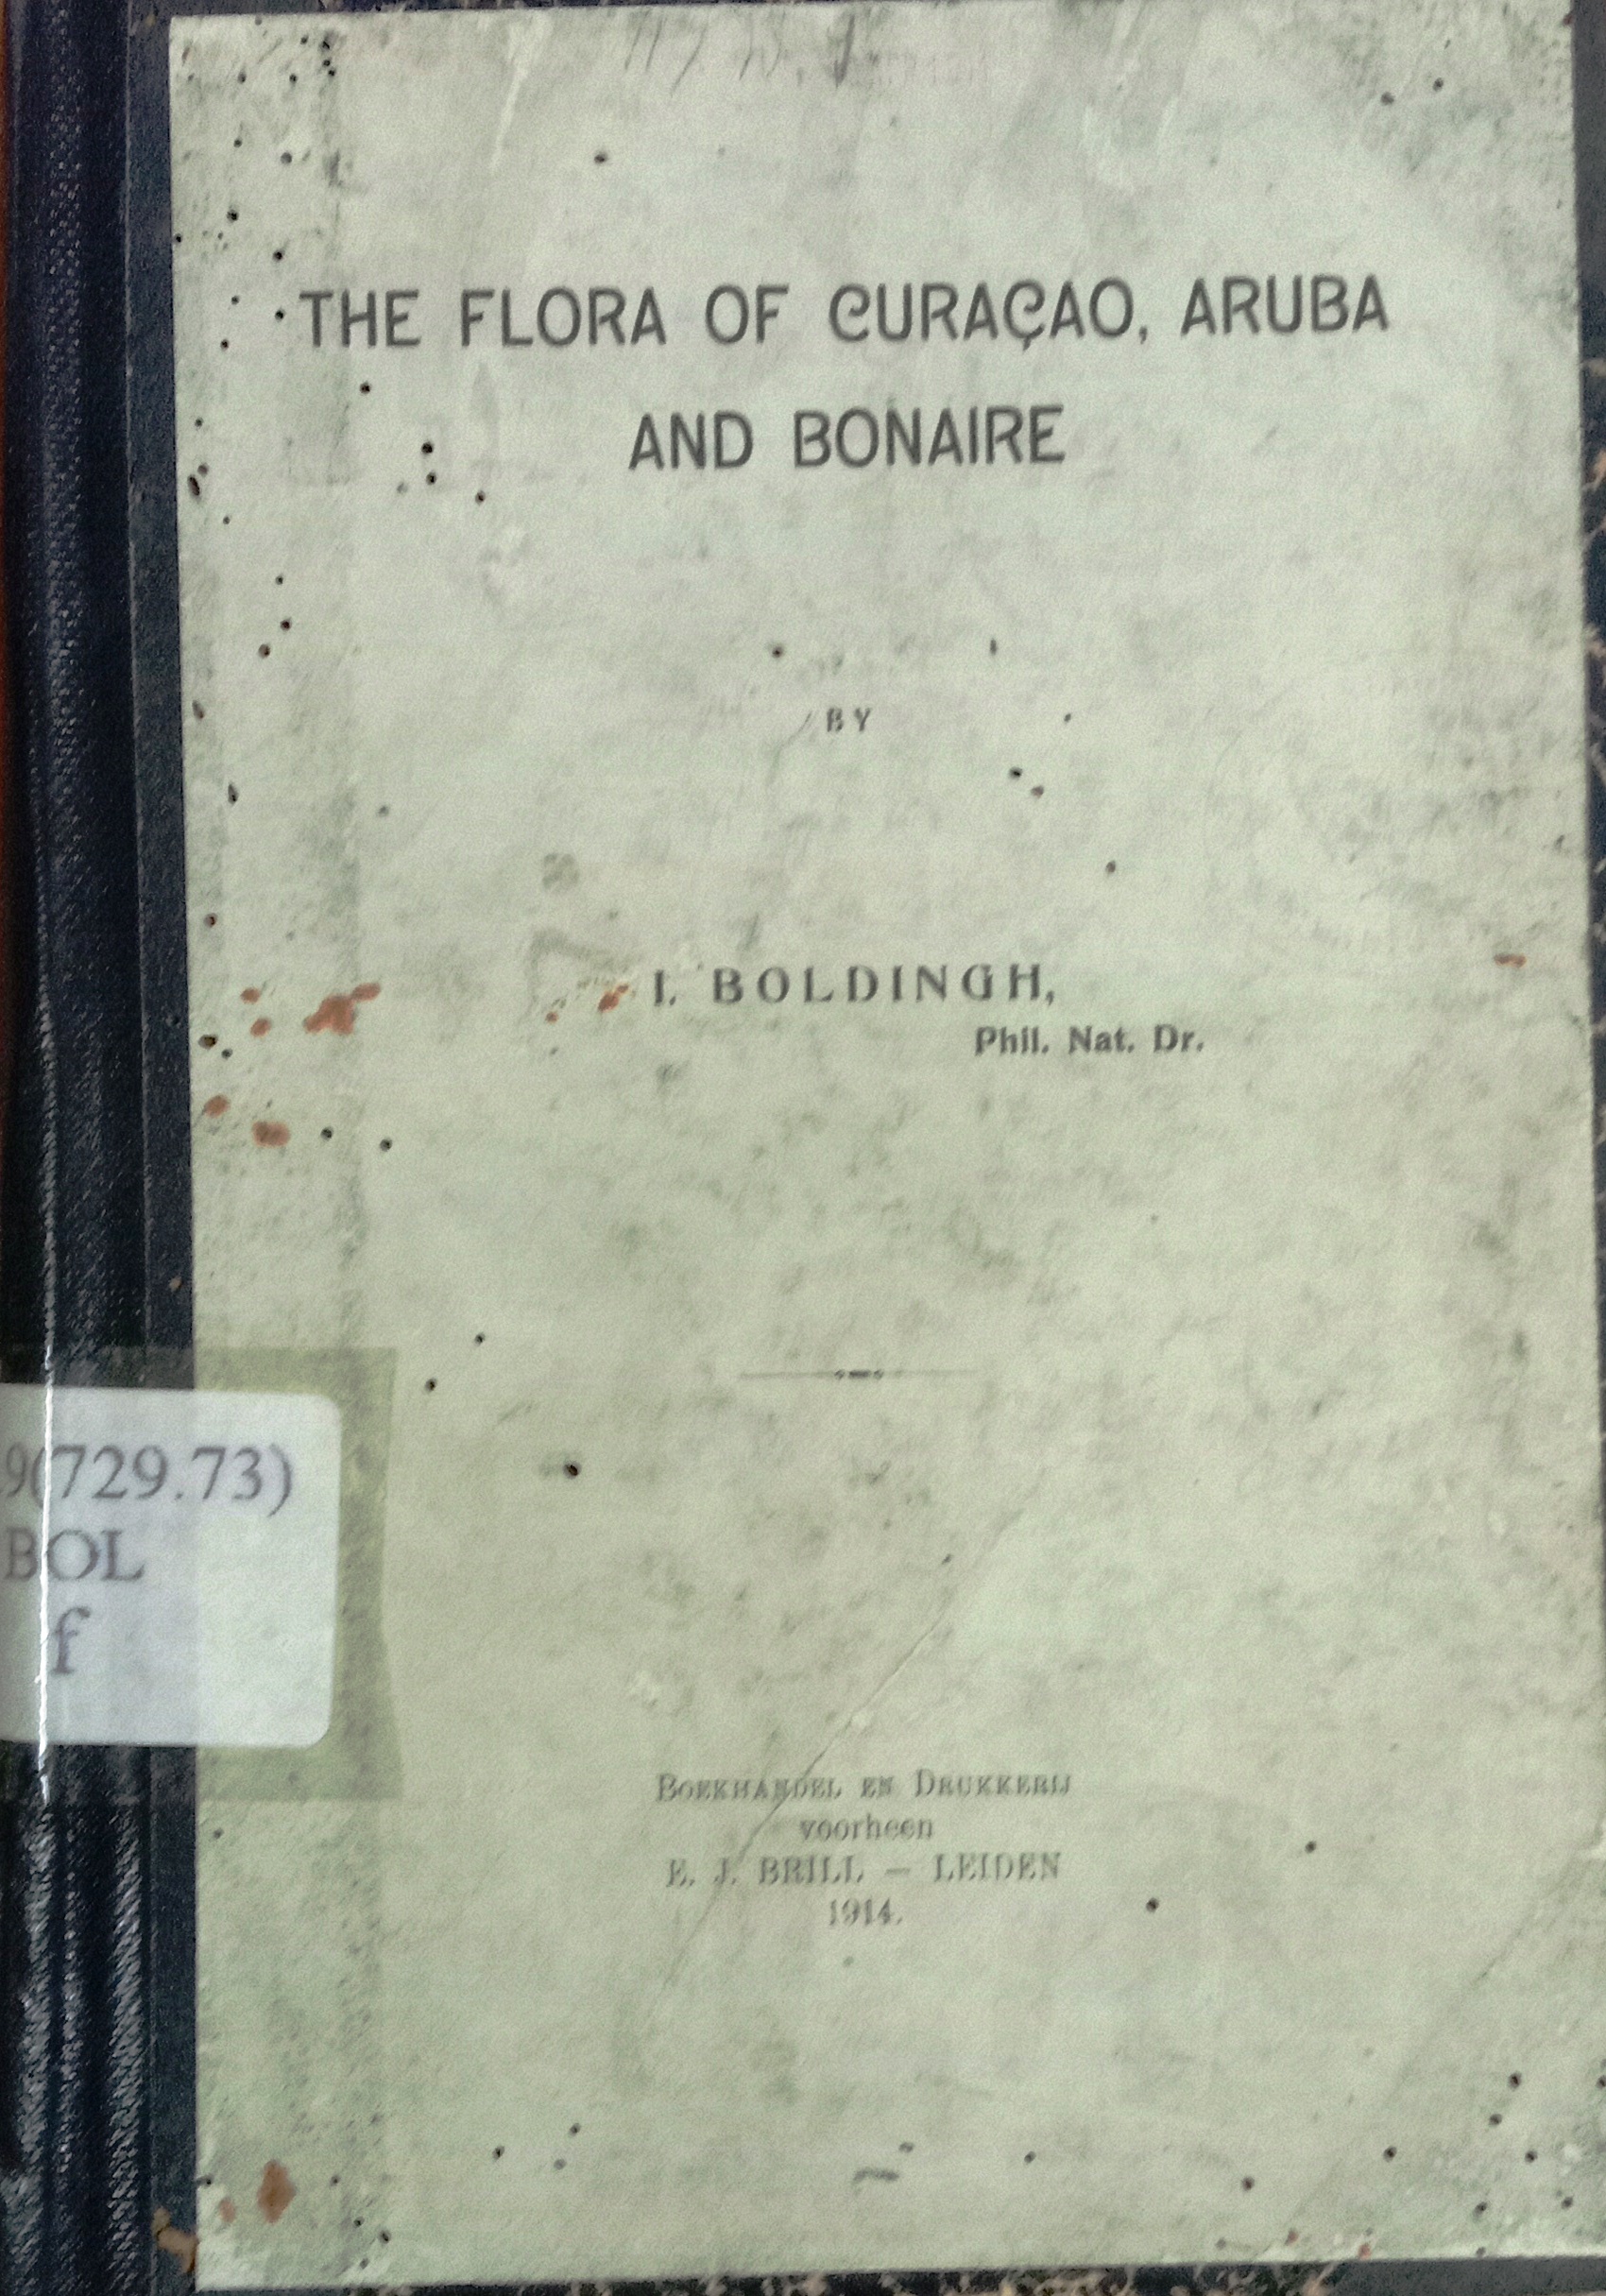 THE FLORA OF CURAÇAO, ARUBA
AND BONAIRE
BY
I. BOLDINGH,
Phil. Nat. Dr.
9(729.73)
BOL
f
BOEKHANDEL EN DRUKKERIJ
voorheen
E. J. BRILL – LEIDEN
1914.